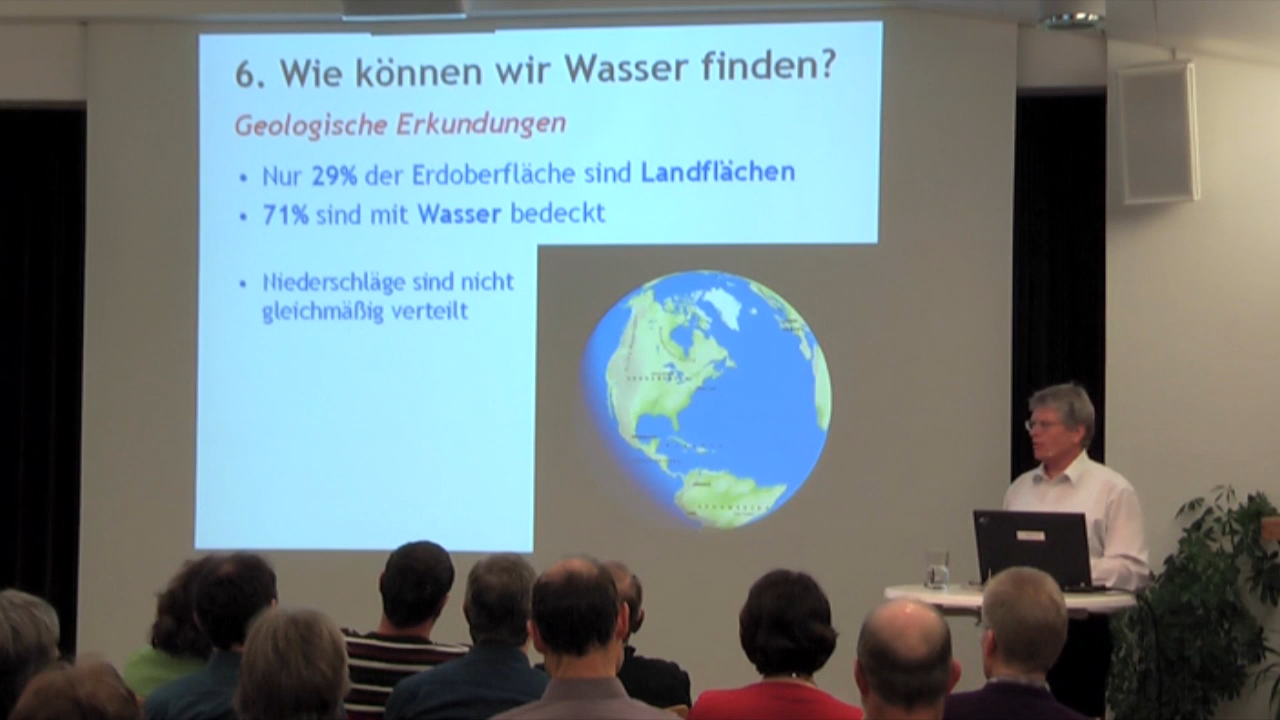 6. Wie können wir Wasser finden?
Geologische Erkundungen
• Nur 29% der Erdoberfläche sind Landflächen
• 71% sind mit Wasser bedeckt
• Niederschläge sind nicht
gleichmäßig verteilt